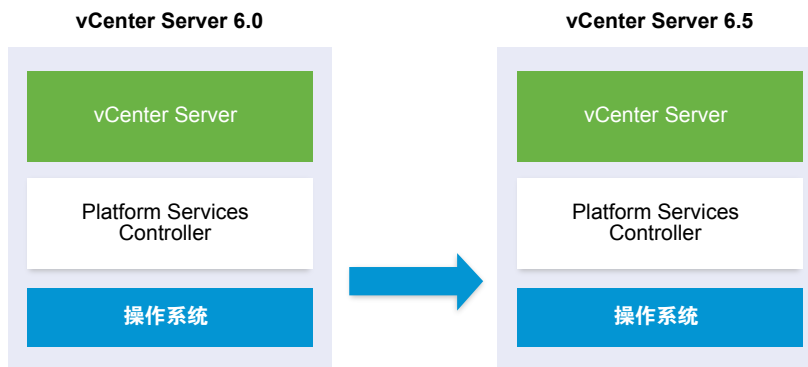 vCenter Server 6.0
vCenter Server
Platform Services
Controller
操作系统
vCenter Server 6.5
vCenter Server
Platform Services
Controller
操作系统